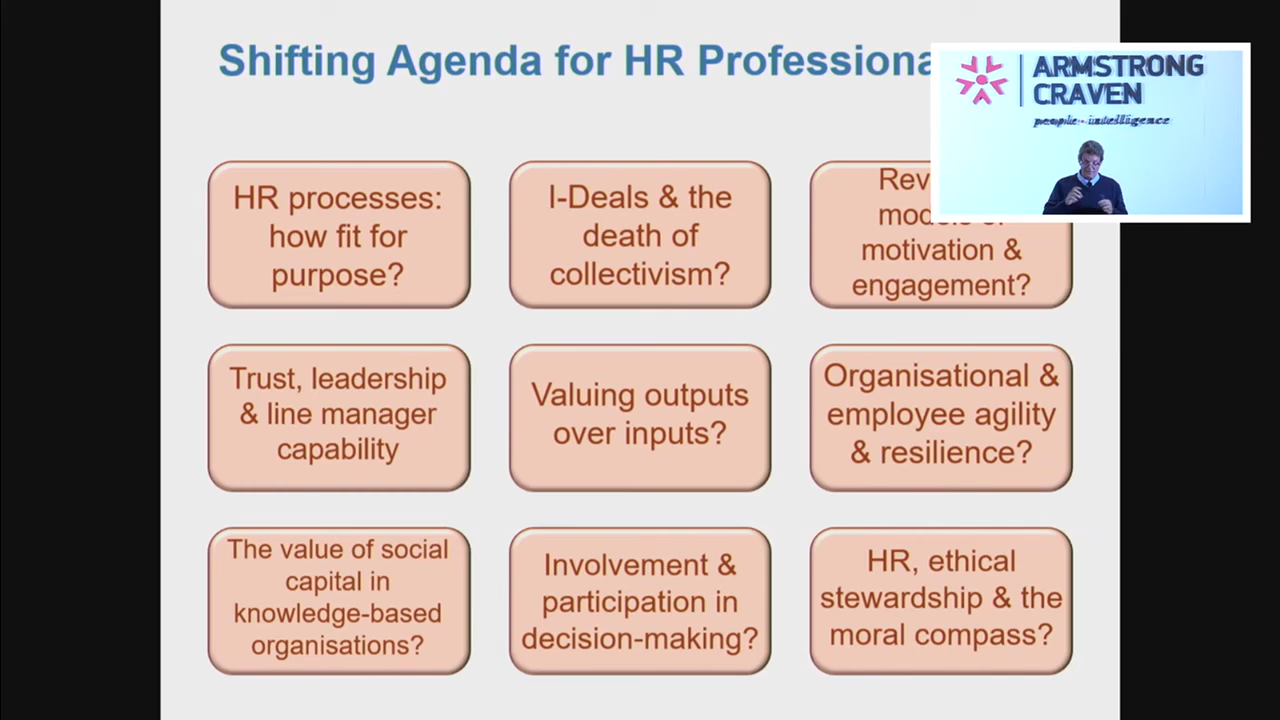 Shifting Agenda for HR
ARMSTRONG
CRAVEN
people · intelligence
HR processes:
how fit for
purpose?
I-Deals & the
death of
collectivism?
motivation &
engagement?
Trust, leadership
& line manager
capability
Valuing outputs
over inputs?
Organisational &
employee agility
& resilience?
The value of social
capital in
knowledge-based
organisations?
Involvement &
participation in
decision-making?
HR, ethical
stewardship & the
moral compass?